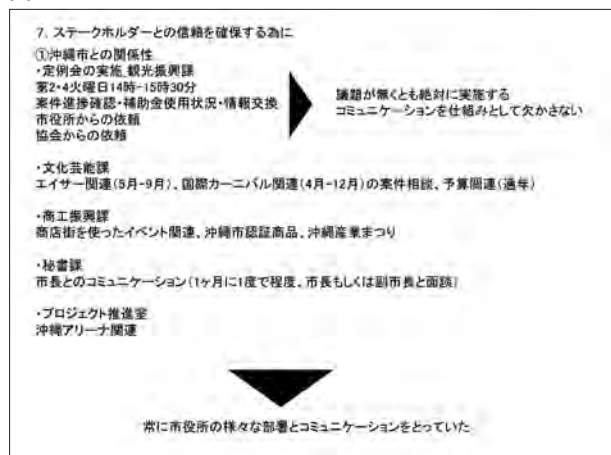 7. ステークホルダーとの信頼を確保する為に
①沖縄市との関係性
・定例会の実施_観光振興課
第2・4火曜日14時-15時30分
案件進捗確認・補助金使用状況・情報交換
市役所からの依頼
協会からの依頼
議題が無くとも絶対に実施する
コミュニケーションを仕組みとして欠かさない
・文化芸能課
エイサー関連(5月-9月)、国際カーニバル関連(4月-12月)の案件相談、予算関連(通年)
・商工振興課
商店街を使ったイベント関連、沖縄市認証商品、沖縄産業まつり
・秘書課
市長とのコミュニケーション(1ヶ月に1度で程度、市長もしくは副市長と面談)
・プロジェクト推進室
沖縄アリーナ関連
常に市役所の様々な部署とコミュニケーションをとっていた